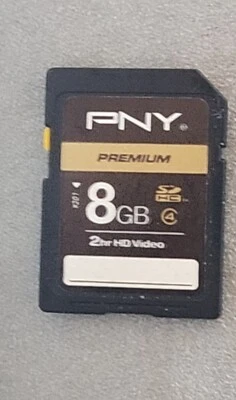 PNY®
PREMIUM
8GB
SD
HC
4
2hr HD Video